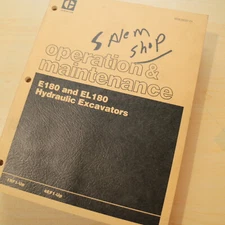 Salem
shop
operation &
maintenance
E180 and EL180
Hydraulic Excavators